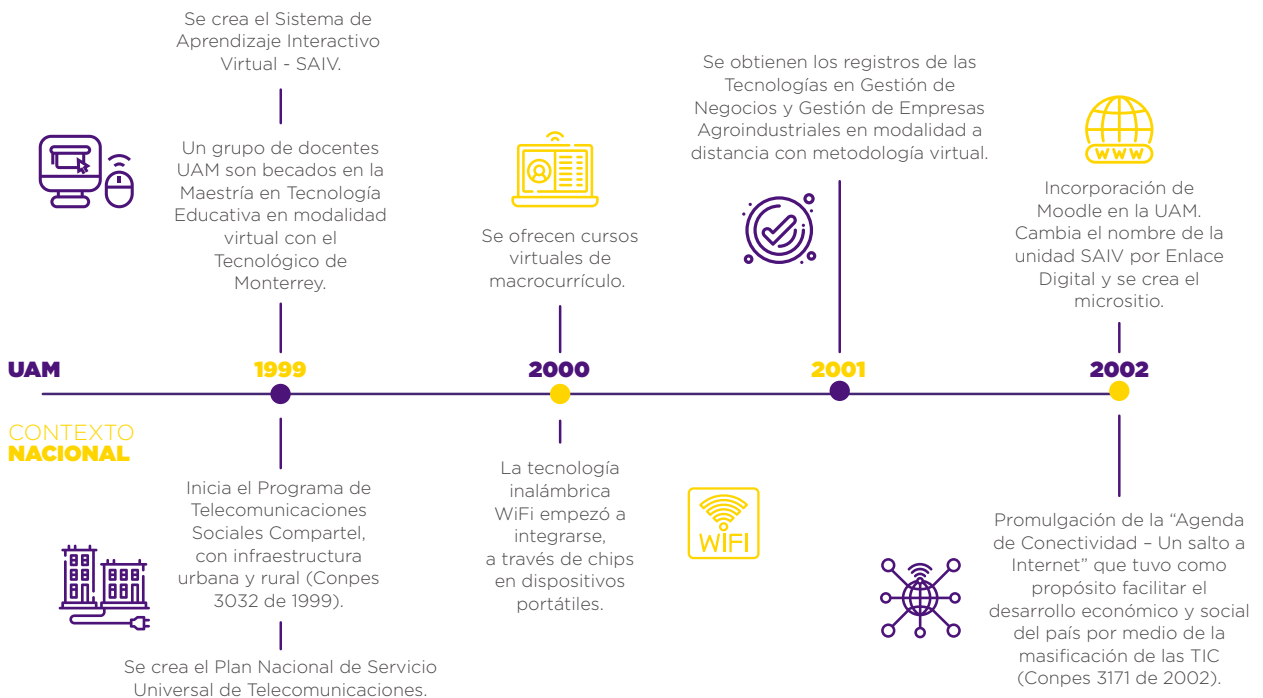 Se crea el Sistema de
Aprendizaje Interactivo
Virtual - SAIV.
Un grupo de docentes
UAM son becados en la
Maestría en Tecnología
Educativa en modalidad
virtual con el
Tecnológico de
Monterrey.
Se ofrecen cursos
virtuales de
macrocurrículo.
Se obtienen los registros de las
Tecnologías en Gestión de
Negocios y Gestión de Empresas
Agroindustriales en modalidad a
distancia con metodología virtual.
WWW
Incorporación de
Moodle en la UAM.
Cambia el nombre de la
unidad SAIV por Enlace
Digital y se crea el
micrositio.
UAM
1999
2000
2001
2002
CONTEXTO
NACIONAL
Inicia el Programa de
Telecomunicaciones
Sociales Compartel,
con infraestructura
urbana y rural (Conpes
3032 de 1999).
Se crea el Plan Nacional de Servicio
Universal de Telecomunicaciones.
La tecnología
inalámbrica
WiFi empezó a
integrarse,
a través de chips
en dispositivos
portátiles.
WiFi
Promulgación de la “Agenda
de Conectividad – Un salto a
Internet” que tuvo como
propósito facilitar el
desarrollo económico y social
del país por medio de la
masificación de las TIC
(Conpes 3171 de 2002).